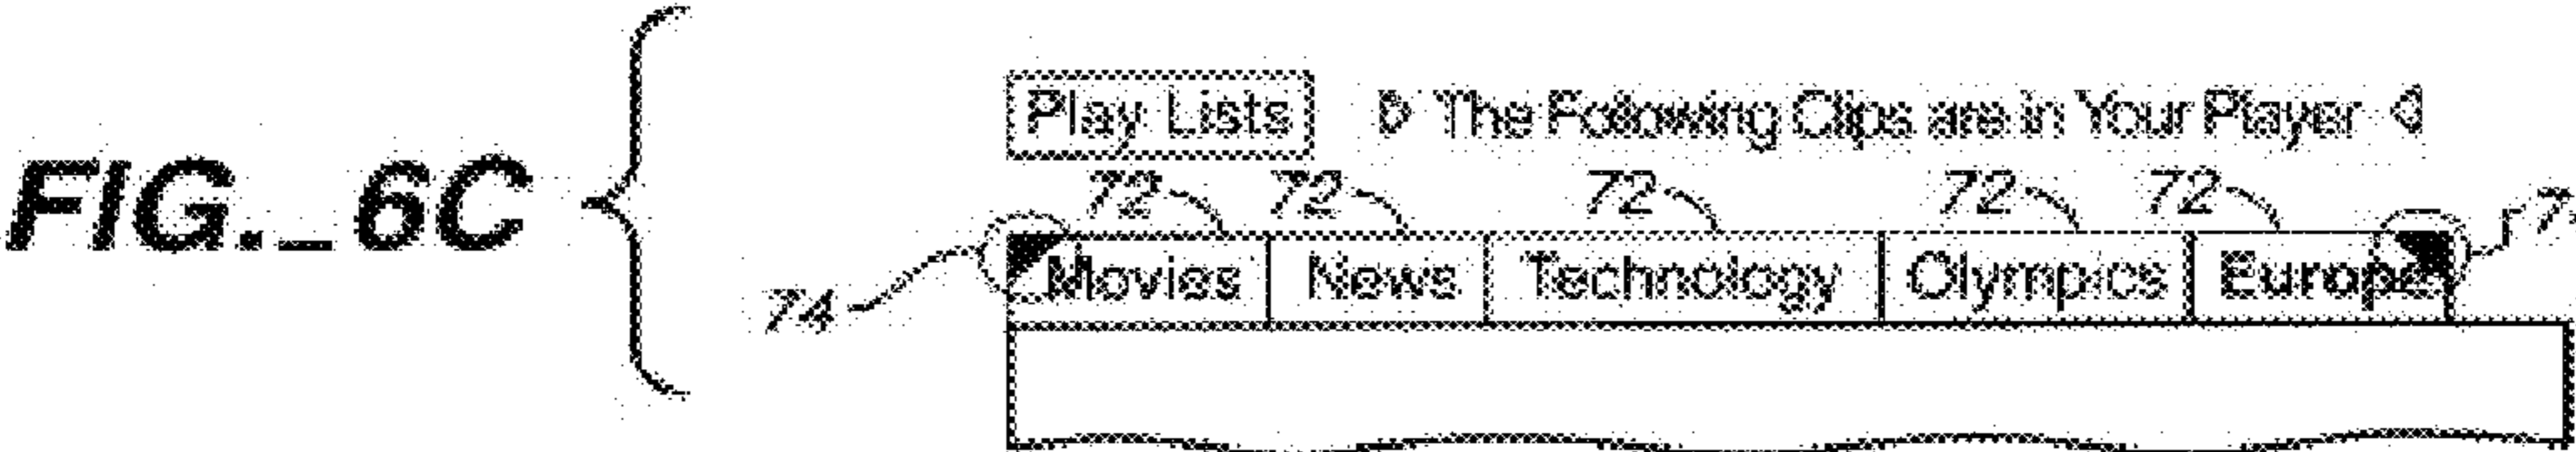 FIG._6C
Play Lists ▷ The Following Clips are in Your Player ◁
72 72 72 72 72
74
Movies News Technology Olympics Europe